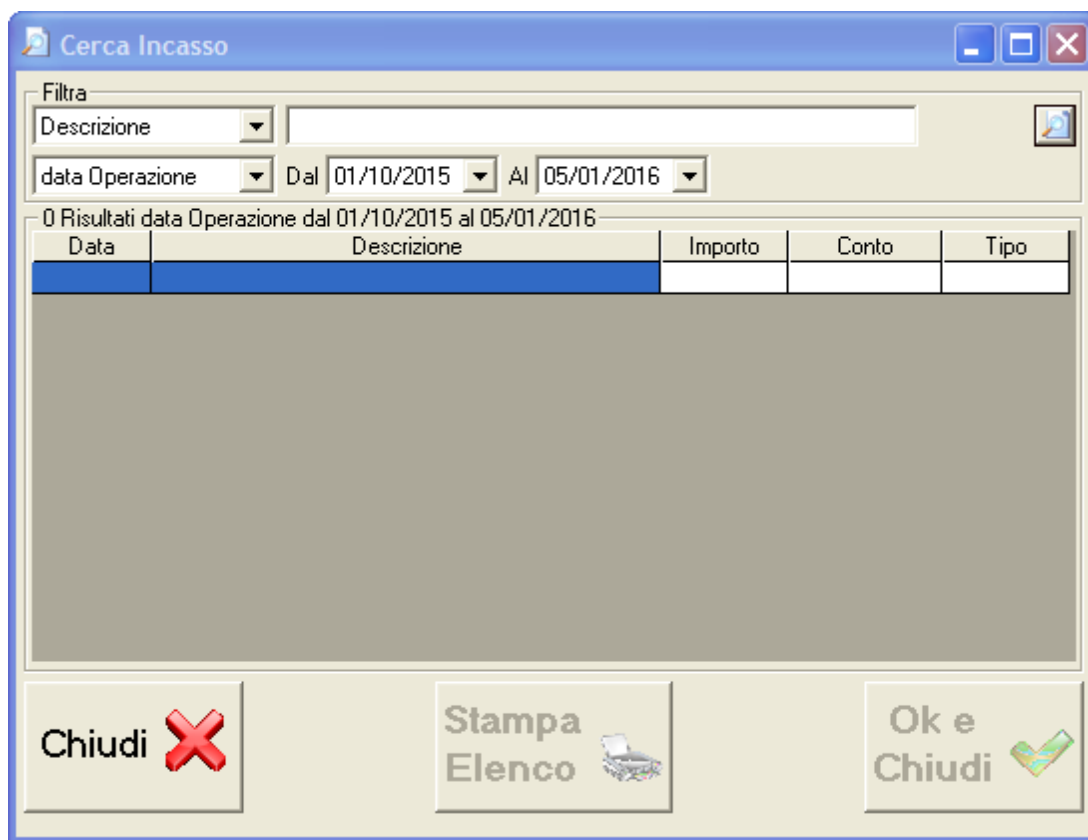 Cerca Incasso
Filtra
Descrizione
data Operazione Dal 01/10/2015 Al 05/01/2016
0 Risultati data Operazione dal 01/10/2015 al 05/01/2016
Data Descrizione Importo Conto Tipo
Chiudi
Stampa
Elenco
Ok e
Chiudi